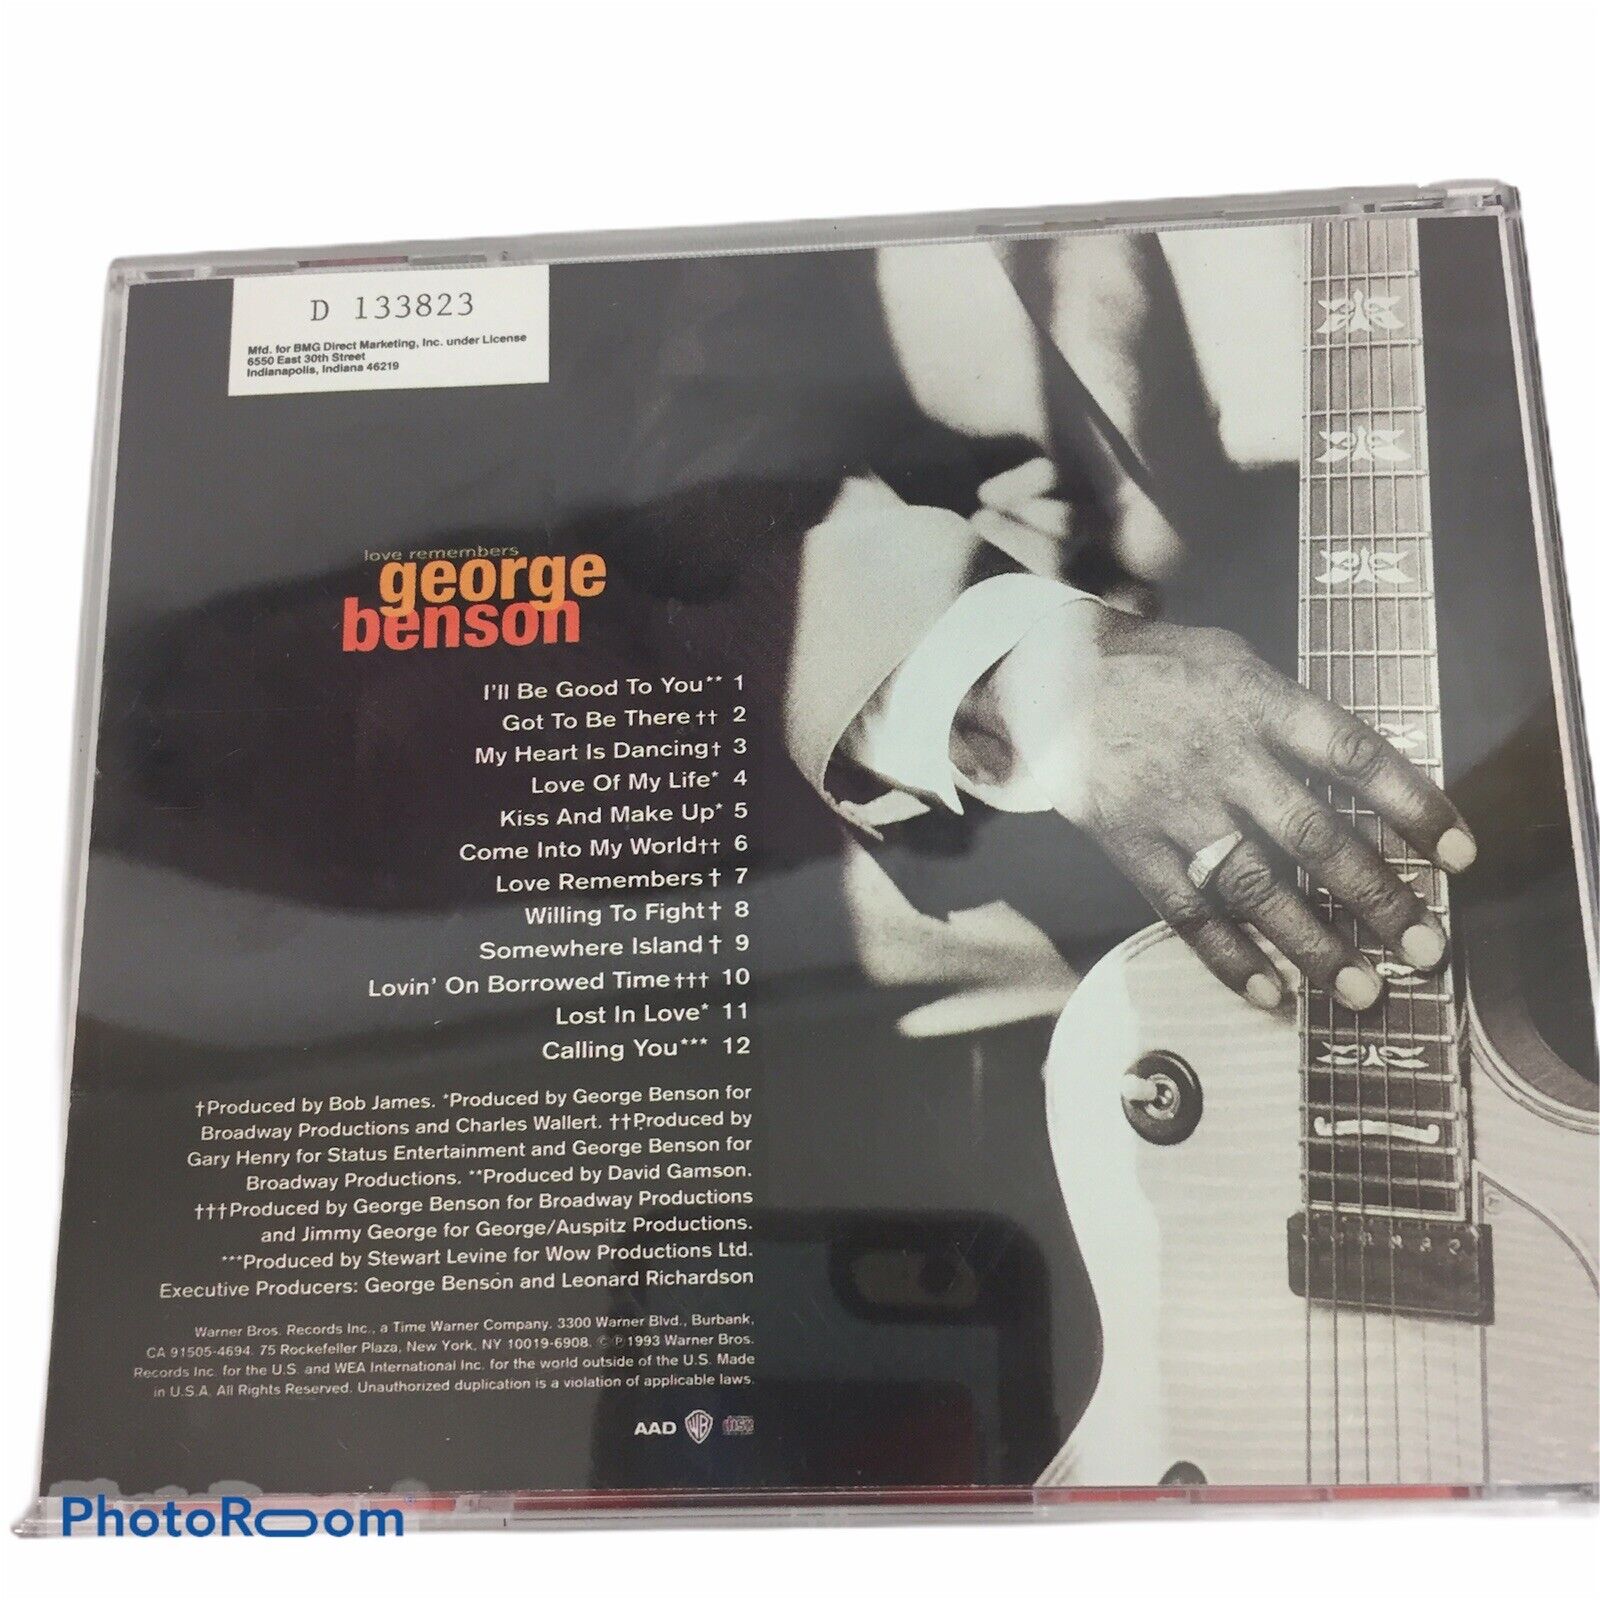 D 133823
Mfd. for BMG Direct Marketing, Inc. under License
6550 East 30th Street
Indianapolis, Indiana 46219
love remembers
george
benson
I'll Be Good To You** 1
Got To Be There†† 2
My Heart Is Dancing† 3
Love Of My Life* 4
Kiss And Make Up* 5
Come Into My World†† 6
Love Remembers† 7
Willing To Fight† 8
Somewhere Island† 9
Lovin' On Borrowed Time††† 10
Lost In Love* 11
Calling You*** 12
†Produced by Bob James. *Produced by George Benson for
Broadway Productions and Charles Wallert. ††Produced by
Gary Henry for Status Entertainment and George Benson for
Broadway Productions. **Produced by David Gamson.
†††Produced by George Benson for Broadway Productions
and Jimmy George for George/Auspitz Productions.
***Produced by Stewart Levine for Wow Productions Ltd.
Executive Producers: George Benson and Leonard Richardson
Warner Bros. Records Inc., a Time Warner Company. 3300 Warner Blvd., Burbank,
CA 91505-4694. 75 Rockefeller Plaza, New York, NY 10019-6908. ©℗1993 Warner Bros.
Records Inc. for the U.S. and WEA International Inc. for the world outside of the U.S. Made
in U.S.A. All Rights Reserved. Unauthorized duplication is a violation of applicable laws.
AAD WB disc
PhotoRoom